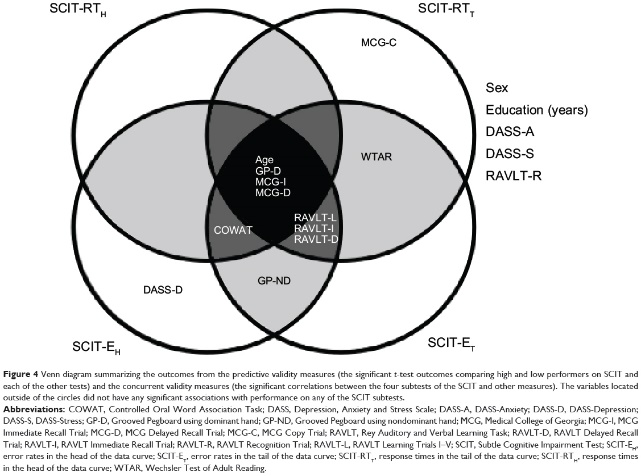 SCIT-RT_H
SCIT-RT_T
MCG-C
Sex
Education (years)
DASS-A
DASS-S
RAVLT-R
WTAR
Age
GP-D
MCG-I
MCG-D
COWAT
RAVLT-L
RAVLT-I
RAVLT-D
GP-ND
DASS-D
SCIT-E_H
SCIT-E_T
Figure 4 Venn diagram summarizing the outcomes from the predictive validity measures (the significant t-test outcomes comparing high and low performers on SCIT and
each of the other tests) and the concurrent validity measures (the significant correlations between the four subtests of the SCIT and other measures). The variables located
outside of the circles did not have any significant associations with performance on any of the SCIT subtests.
Abbreviations: COWAT, Controlled Oral Word Association Task; DASS, Depression, Anxiety and Stress Scale; DASS-A, DASS-Anxiety; DASS-D, DASS-Depression;
DASS-S, DASS-Stress; GP-D, Grooved Pegboard using dominant hand; GP-ND, Grooved Pegboard using nondominant hand; MCG, Medical College of Georgia; MCG-I, MCG
Immediate Recall Trial; MCG-D, MCG Delayed Recall Trial; MCG-C, MCG Copy Trial; RAVLT, Rey Auditory and Verbal Learning Task; RAVLT-D, RAVLT Delayed Recall
Trial; RAVLT-I, RAVLT Immediate Recall Trial; RAVLT-R, RAVLT Recognition Trial; RAVLT-L, RAVLT Learning Trials I–V; SCIT, Subtle Cognitive Impairment Test; SCIT-E_H,
error rates in the head of the data curve; SCIT-E_T, error rates in the tail of the data curve; SCIT-RT_T, response times in the tail of the data curve; SCIT-RT_H, response times
in the head of the data curve; WTAR, Wechsler Test of Adult Reading.